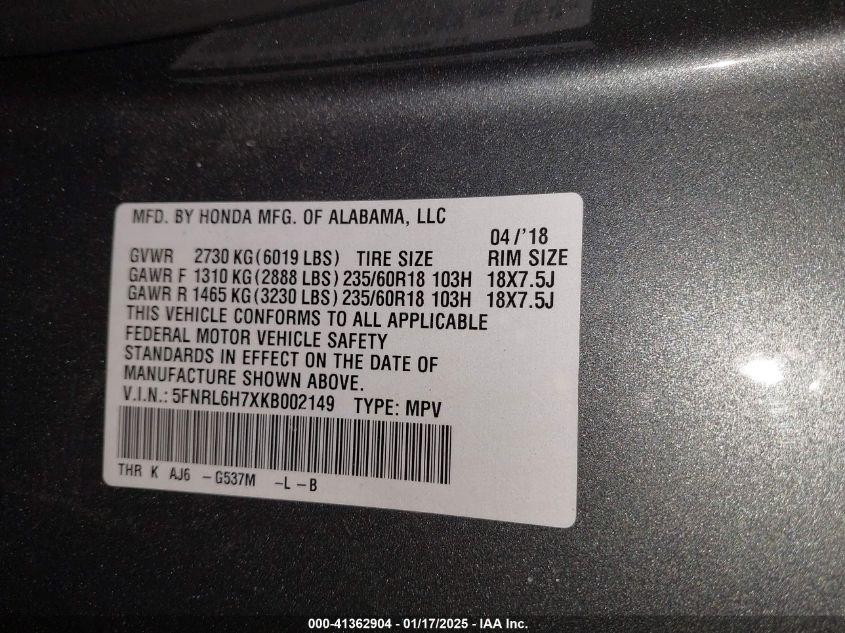 MFD. BY HONDA MFG. OF ALABAMA, LLC
04/'18
GVWR 2730 KG(6019 LBS) TIRE SIZE RIM SIZE
GAWR F 1310 KG(2888 LBS) 235/60R18 103H 18X7.5J
GAWR R 1465 KG(3230 LBS) 235/60R18 103H 18X7.5J
THIS VEHICLE CONFORMS TO ALL APPLICABLE
FEDERAL MOTOR VEHICLE SAFETY
STANDARDS IN EFFECT ON THE DATE OF
MANUFACTURE SHOWN ABOVE.
V.I.N.: 5FNRL6H7XKB002149 TYPE: MPV
THR K AJ6 -G537M -L-B
000-41362904 - 01/17/2025 - IAA Inc.